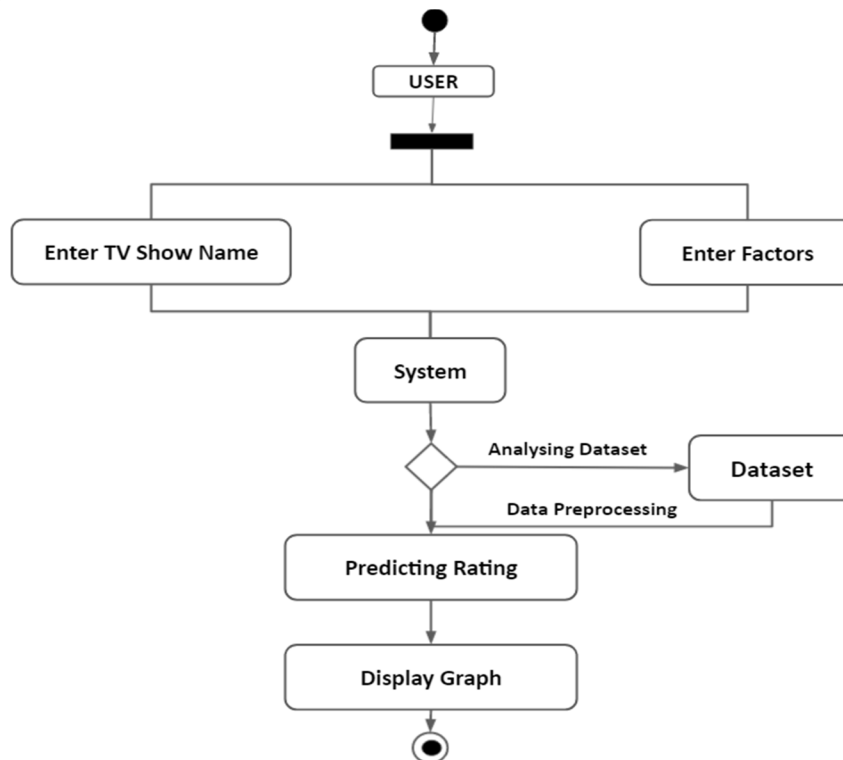 USER
Enter TV Show Name
Enter Factors
System
Analysing Dataset
Dataset
Data Preprocessing
Predicting Rating
Display Graph